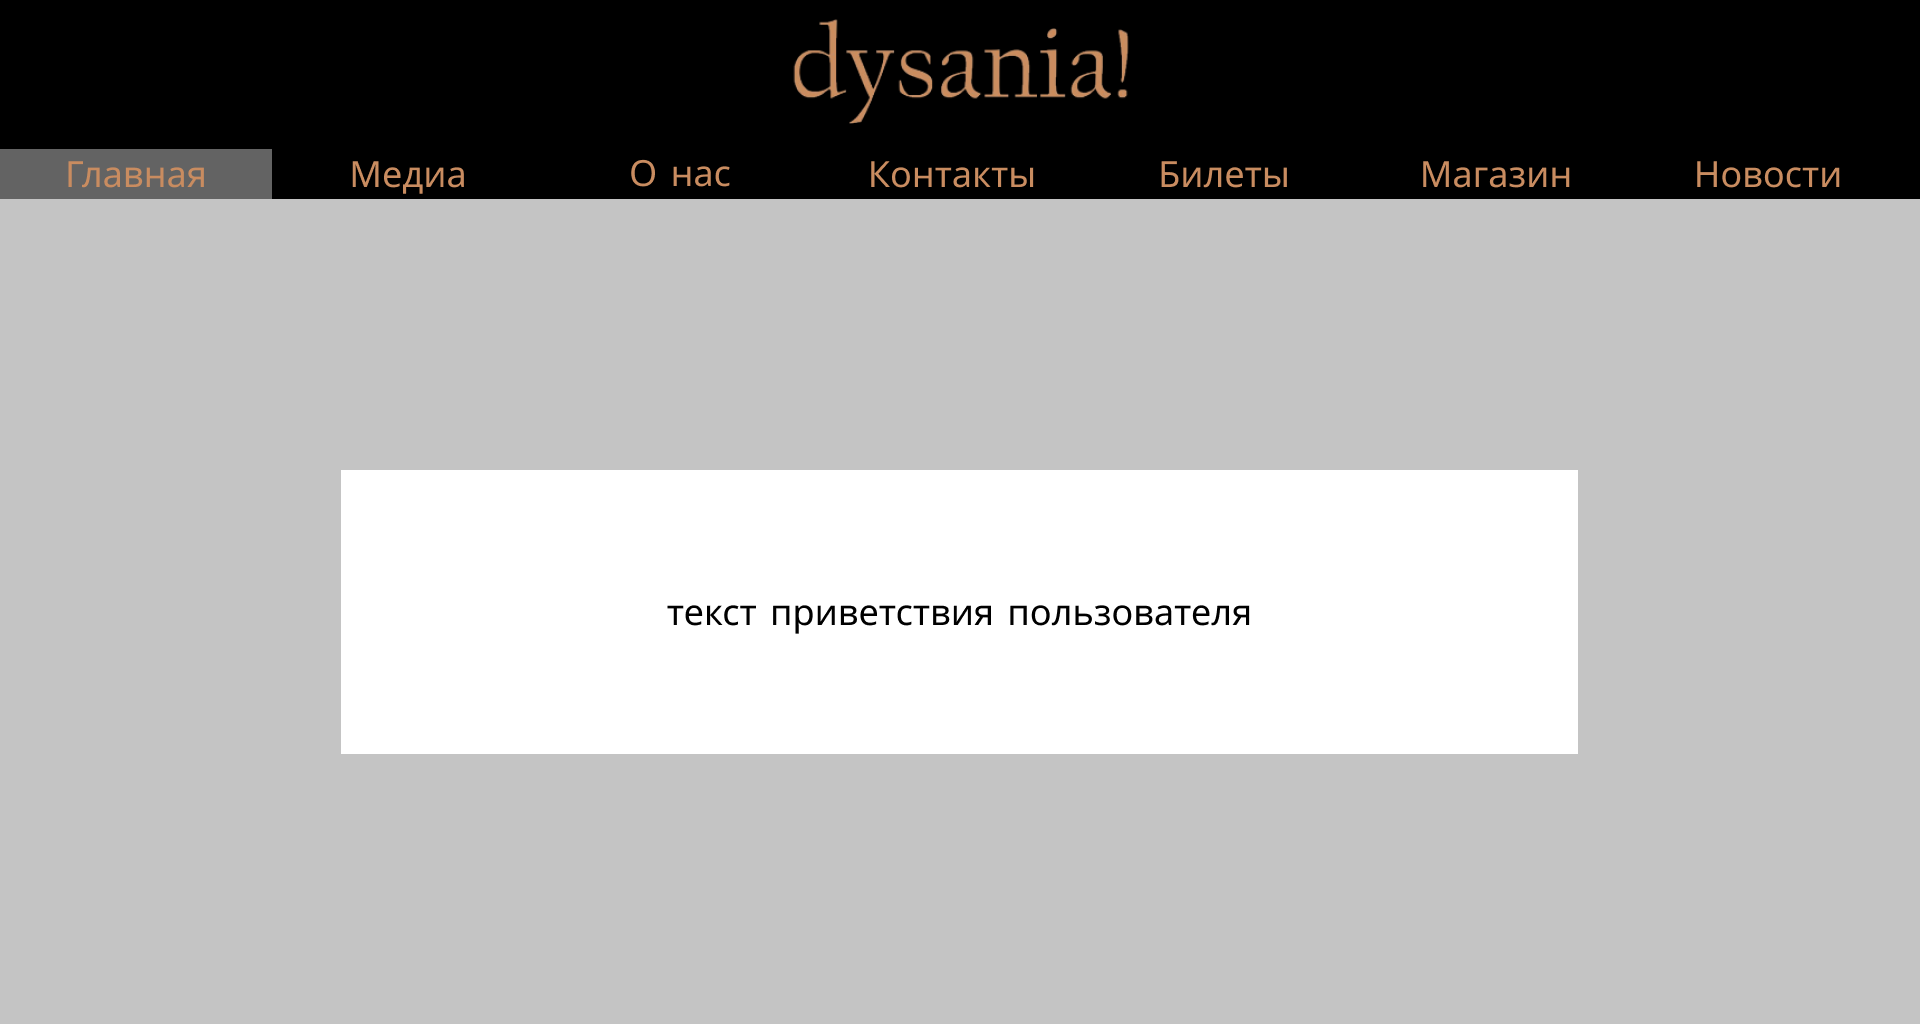 dysania!
Главная Медиа О нас Контакты Билеты Магазин Новости
текст приветствия пользователя